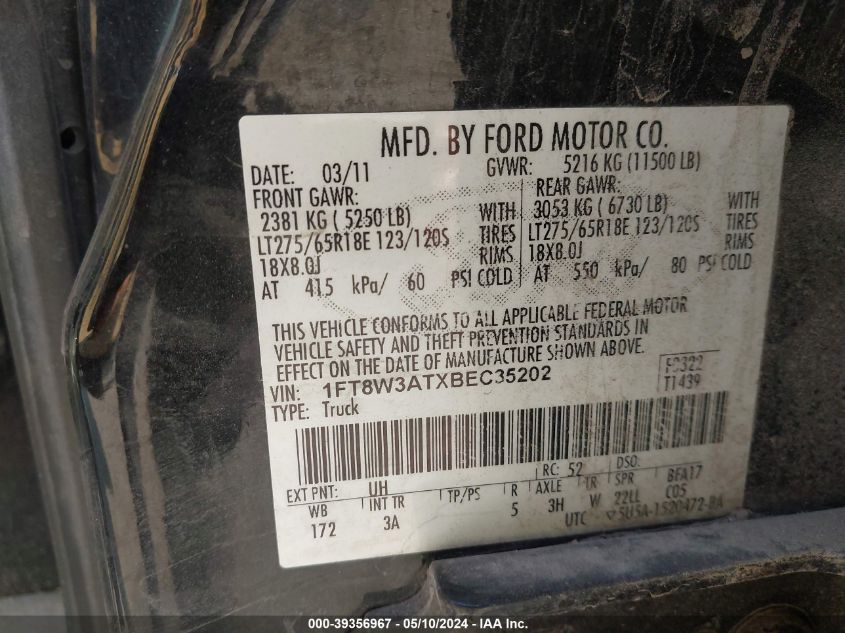 MFD. BY FORD MOTOR CO.
DATE: 03/11 GVWR: 5216 KG (11500 LB)
FRONT GAWR: REAR GAWR:
2381 KG ( 5250 LB) WITH 3053 KG ( 6730 LB) WITH
LT275/65R18E 123/120S TIRES LT275/65R18E 123/120S TIRES
18X8.0J RIMS 18X8.0J RIMS
AT 415 kPa/ 60 PSI COLD AT 550 kPa/ 80 PSI COLD
THIS VEHICLE CONFORMS TO ALL APPLICABLE FEDERAL MOTOR
VEHICLE SAFETY AND THEFT PREVENTION STANDARDS IN
EFFECT ON THE DATE OF MANUFACTURE SHOWN ABOVE.
VIN: 1FT8W3ATXBEC35202 F0322
TYPE: Truck T1439
EXT PNT: UH RC: 52 DSO:
WB INT TR TP/PS R AXLE TR SPR BFA17
172 3A 5 3H W 22LL C05
UTC ▽5U5A-1520472-BA
000-39356967 - 05/10/2024 - IAA Inc.